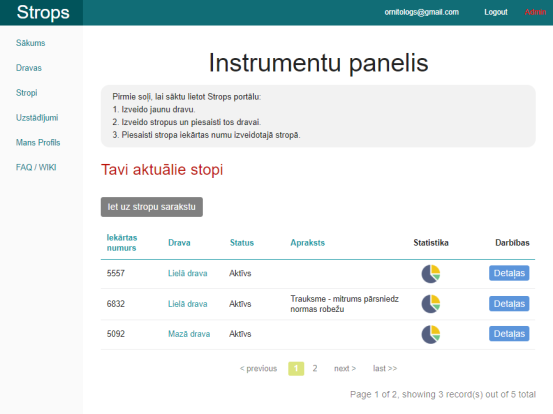 Strops
ornitologs@gmail.com Logout
Sākums
Dravas
Stropi
Uzstādījumi
Mans Profils
FAQ / WIKI
Instrumentu panelis
Pirmie soļi, lai sāktu lietot Strops portālu:
1. Izveido jaunu dravu.
2. Izveido stropus un piesaisti tos dravai.
3. Piesaisti stropa iekārtas numu izveidotajā stropā.
Tavi aktuālie stopi
Iet uz stropu sarakstu
Iekārtas numurs Drava Status Apraksts Statistika Darbības
5557 Lielā drava Aktīvs Detaļas
6832 Lielā drava Aktīvs Trauksme - mitrums pārsniedz normas robežu Detaļas
5092 Mazā drava Aktīvs Detaļas
< previous 1 2 next > last >>
Page 1 of 2, showing 3 record(s) out of 5 total